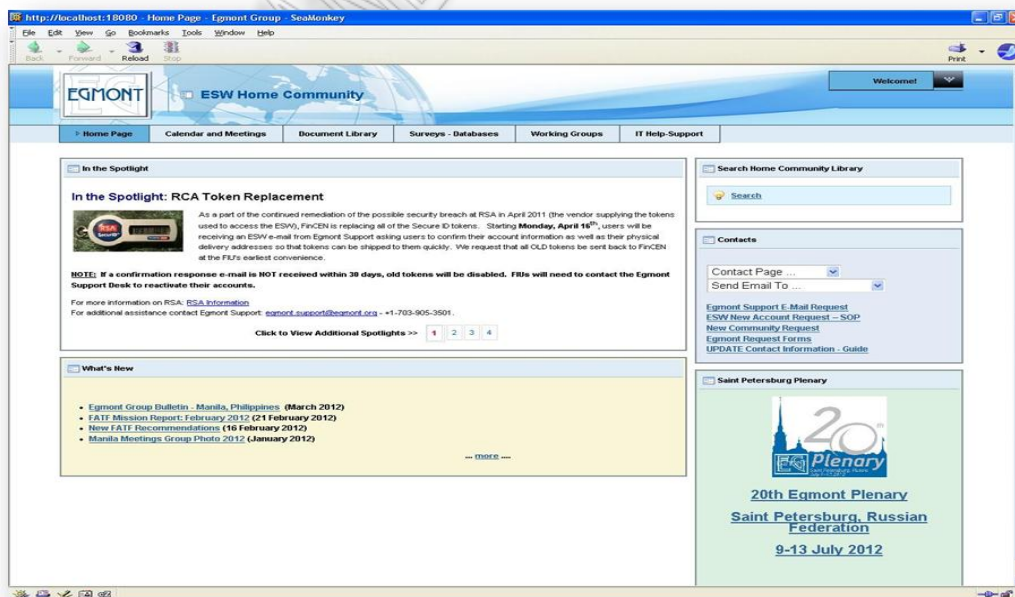 http://localhost:18080 - Home Page - Egmont Group - SeaMonkey
File Edit View Go Bookmarks Tools Window Help
Back Forward Reload Stop Print
EGMONT
ESW Home Community
Welcome!
Home Page Calendar and Meetings Document Library Surveys - Databases Working Groups IT Help-Support
In the Spotlight
In the Spotlight: RCA Token Replacement
As a part of the continued remediation of the possible security breach at RSA in April 2011 (the vendor supplying the tokens
used to access the ESW), FinCEN is replacing all of the Secure ID tokens. Starting Monday, April 16th, users will be
receiving an ESW e-mail from Egmont Support asking users to confirm their account information as well as their physical
delivery addresses so that tokens can be shipped to them quickly. We request that all OLD tokens be sent back to FinCEN
at the FIU's earliest convenience.
NOTE: If a confirmation response e-mail is NOT received within 30 days, old tokens will be disabled. FIUs will need to contact the Egmont
Support Desk to reactivate their accounts.
For more information on RSA: RSA Information
For additional assistance contact Egmont Support: egmont.support@egmont.org - +1-703-905-3501.
Click to View Additional Spotlights >> 1 2 3 4
What's New
Egmont Group Bulletin - Manila, Philippines (March 2012)
FATF Mission Report: February 2012 (21 February 2012)
New FATF Recommendations (16 February 2012)
Manila Meetings Group Photo 2012 (January 2012)
... more ....
Search Home Community Library
Search
Contacts
Contact Page ...
Send Email To ...
Egmont Support E-Mail Request
ESW New Account Request – SOP
New Community Request
Egmont Request Forms
UPDATE Contact Information - Guide
Saint Petersburg Plenary
20th
Plenary
20th Egmont Plenary
Saint Petersburg, Russian
Federation
9-13 July 2012